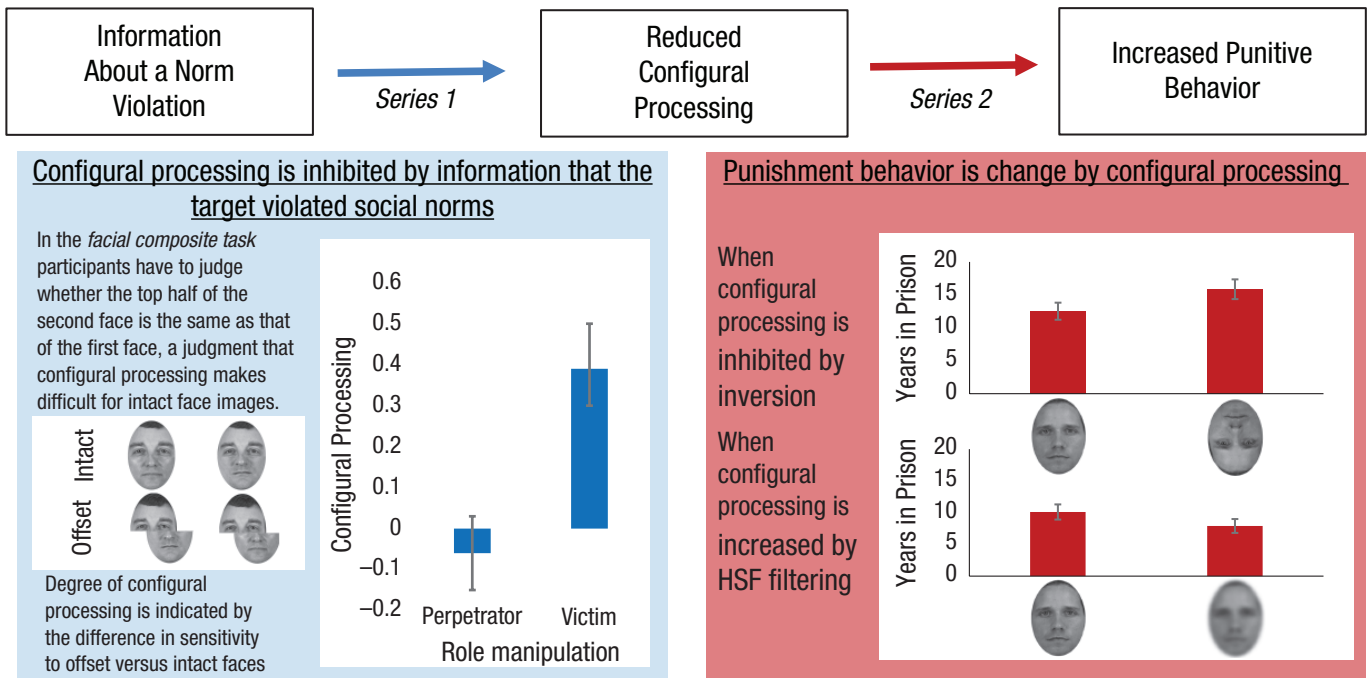 Information
About a Norm
Violation
Series 1
Reduced
Configural
Processing
Series 2
Increased Punitive
Behavior
Configural processing is inhibited by information that the
target violated social norms
In the facial composite task
participants have to judge
whether the top half of the
second face is the same as that
of the first face, a judgment that
configural processing makes
difficult for intact face images.
Intact
Offset
Degree of configural
processing is indicated by
the difference in sensitivity
to offset versus intact faces
Configural Processing
0.6
0.5
0.4
0.3
0.2
0.1
0
–0.1
–0.2
Perpetrator
Victim
Role manipulation
Punishment behavior is change by configural processing
When
configural
processing is
inhibited by
inversion
Years in Prison
20
15
10
5
0
When
configural
processing is
increased by
HSF filtering
Years in Prison
20
15
10
5
0